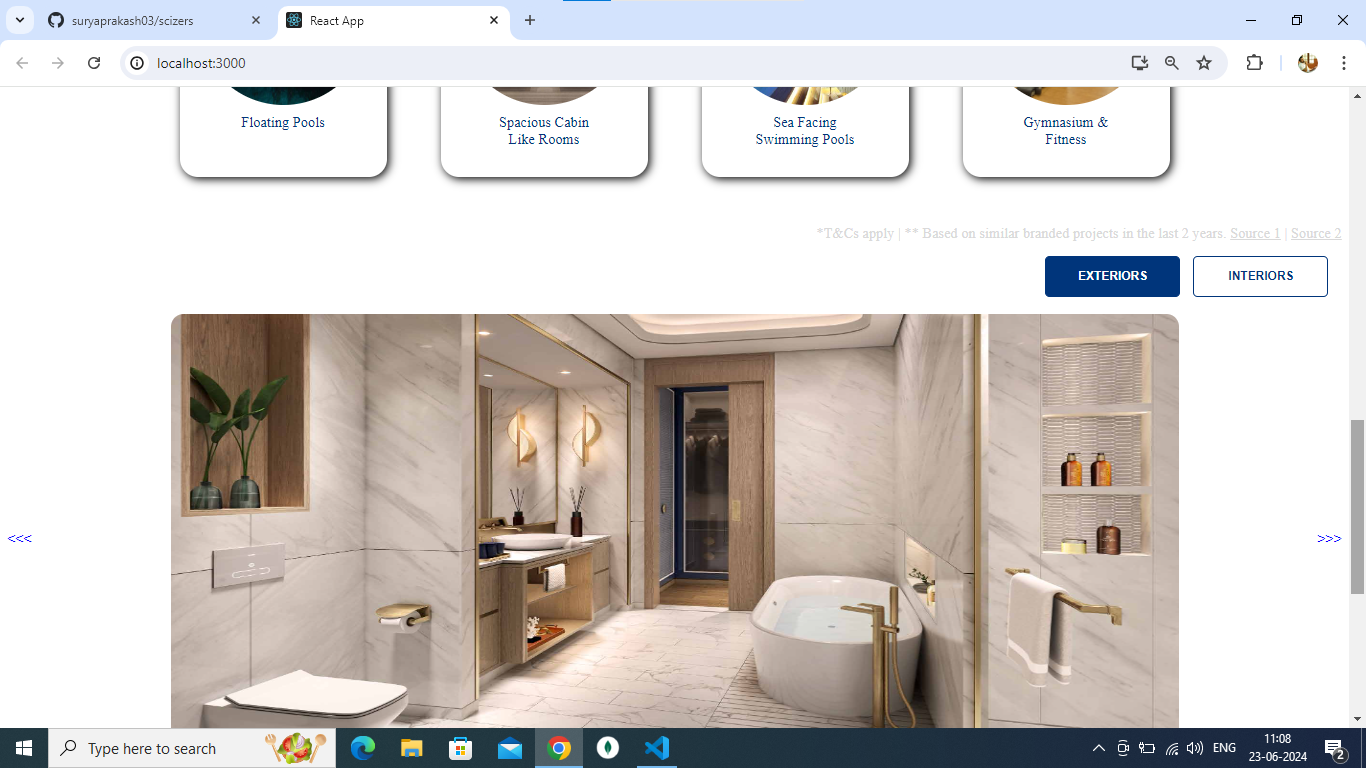 suryaprakash03/scizers
React App
localhost:3000
Floating Pools
Spacious Cabin
Like Rooms
Sea Facing
Swimming Pools
Gymnasium &
Fitness
*T&Cs apply | ** Based on similar branded projects in the last 2 years. Source 1 | Source 2
EXTERIORS
INTERIORS
<<<
>>>
Type here to search
ENG
11:08
23-06-2024
2